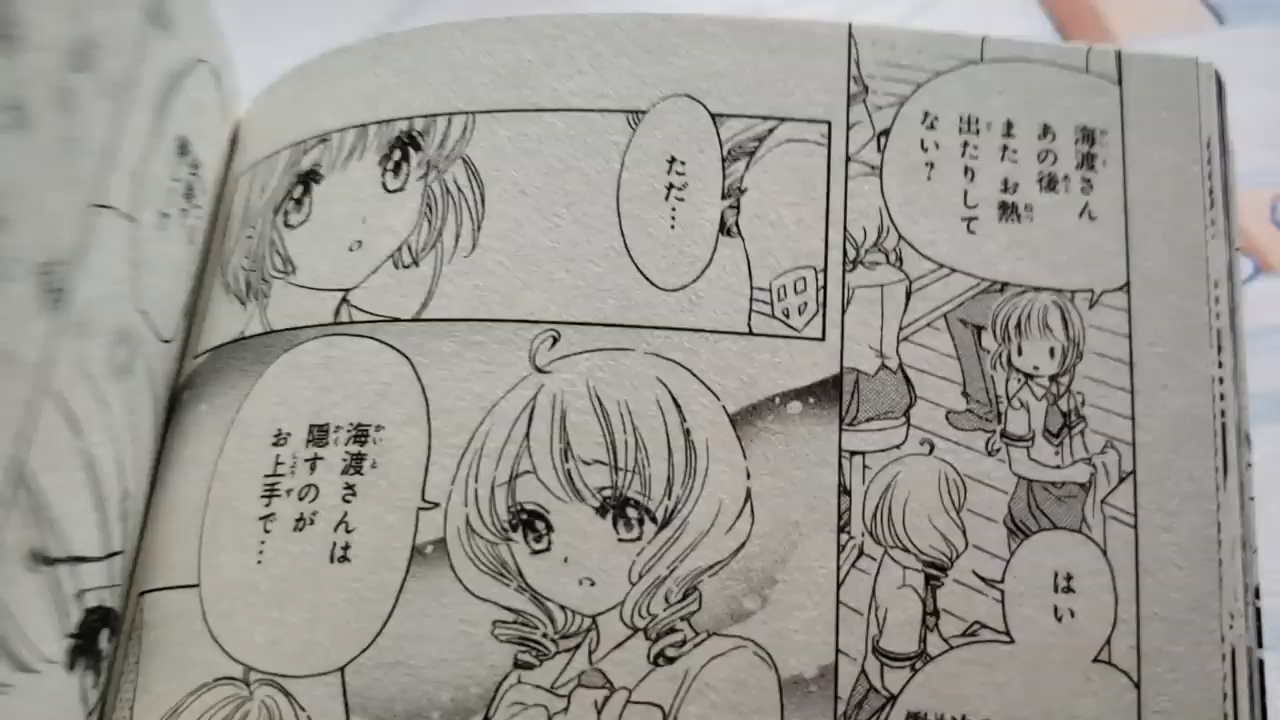 海渡さん
あの後
またお熱
出たりして
ない?
はい
ただ…
海渡さんは
隠すのが
お上手で…